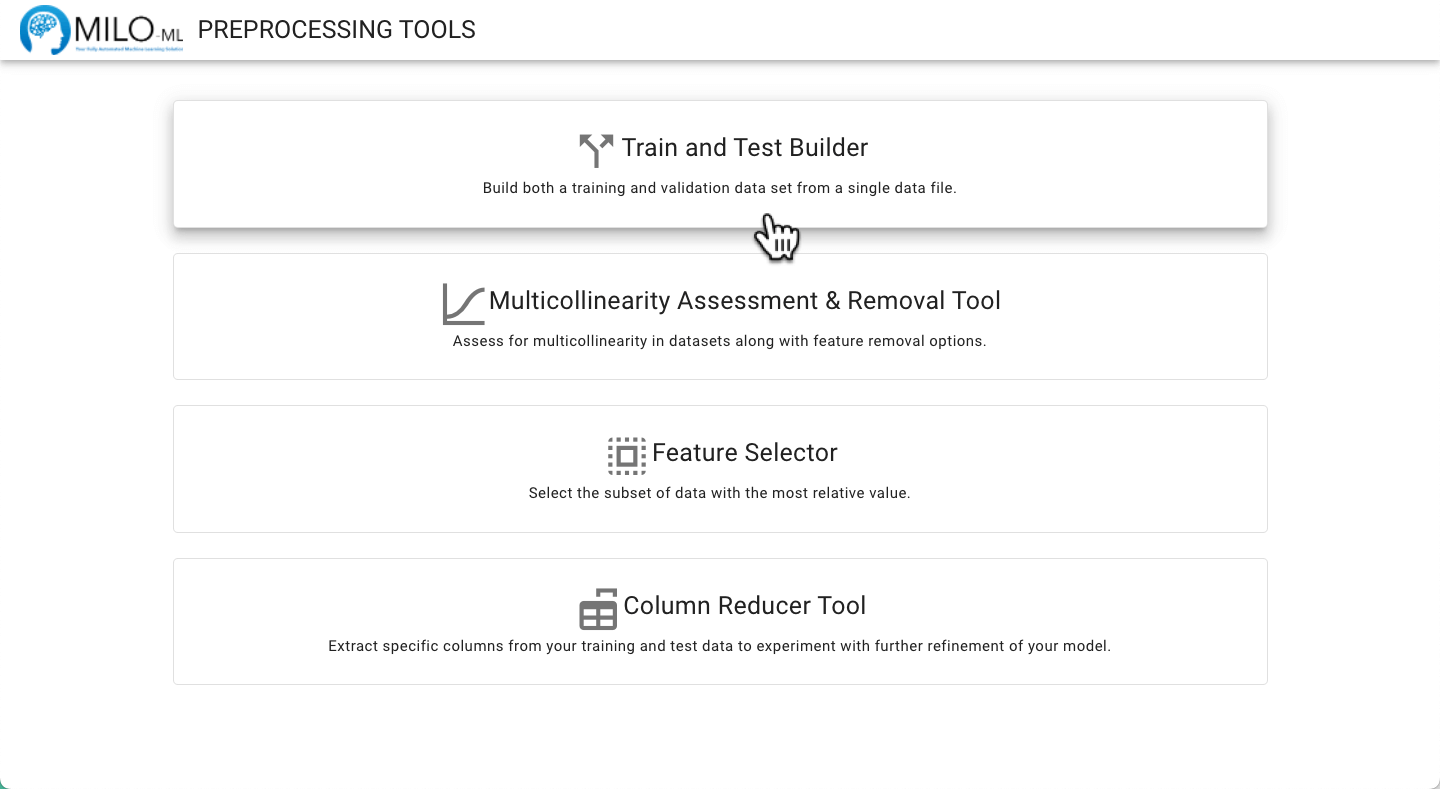 MILO-ML PREPROCESSING TOOLS
Your Fully Automated Machine Learning Solution
Train and Test Builder
Build both a training and validation data set from a single data file.
Multicollinearity Assessment & Removal Tool
Assess for multicollinearity in datasets along with feature removal options.
Feature Selector
Select the subset of data with the most relative value.
Column Reducer Tool
Extract specific columns from your training and test data to experiment with further refinement of your model.